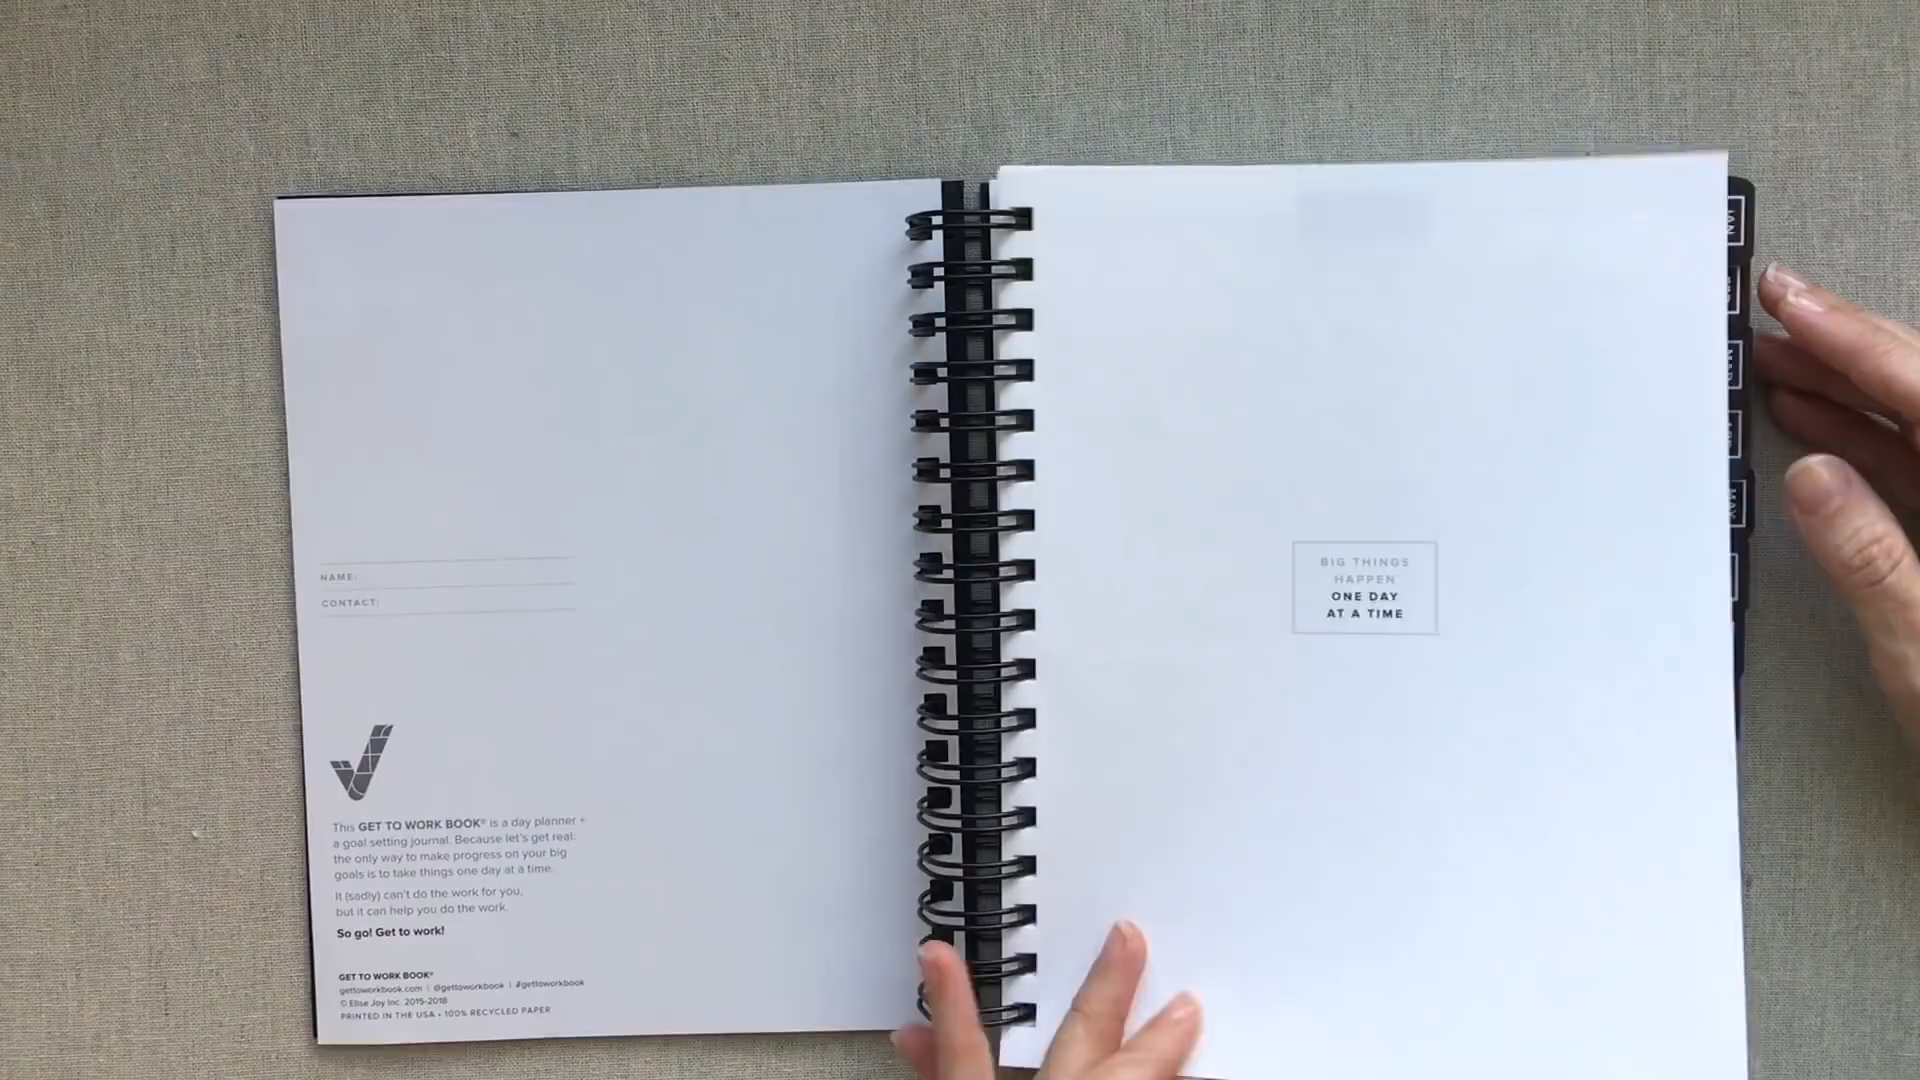 NAME:
CONTACT:
This GET TO WORK BOOK® is a day planner +
a goal setting journal. Because let's get real:
the only way to make progress on your big
goals is to take things one day at a time.
It (sadly) can't do the work for you,
but it can help you do the work.
So go! Get to work!
GET TO WORK BOOK®
gettoworkbook.com | @gettoworkbook | #gettoworkbook
© Elise Joy Inc. 2015-2018
PRINTED IN THE USA • 100% RECYCLED PAPER
BIG THINGS
HAPPEN
ONE DAY
AT A TIME
JAN
MAR
APR
MAY